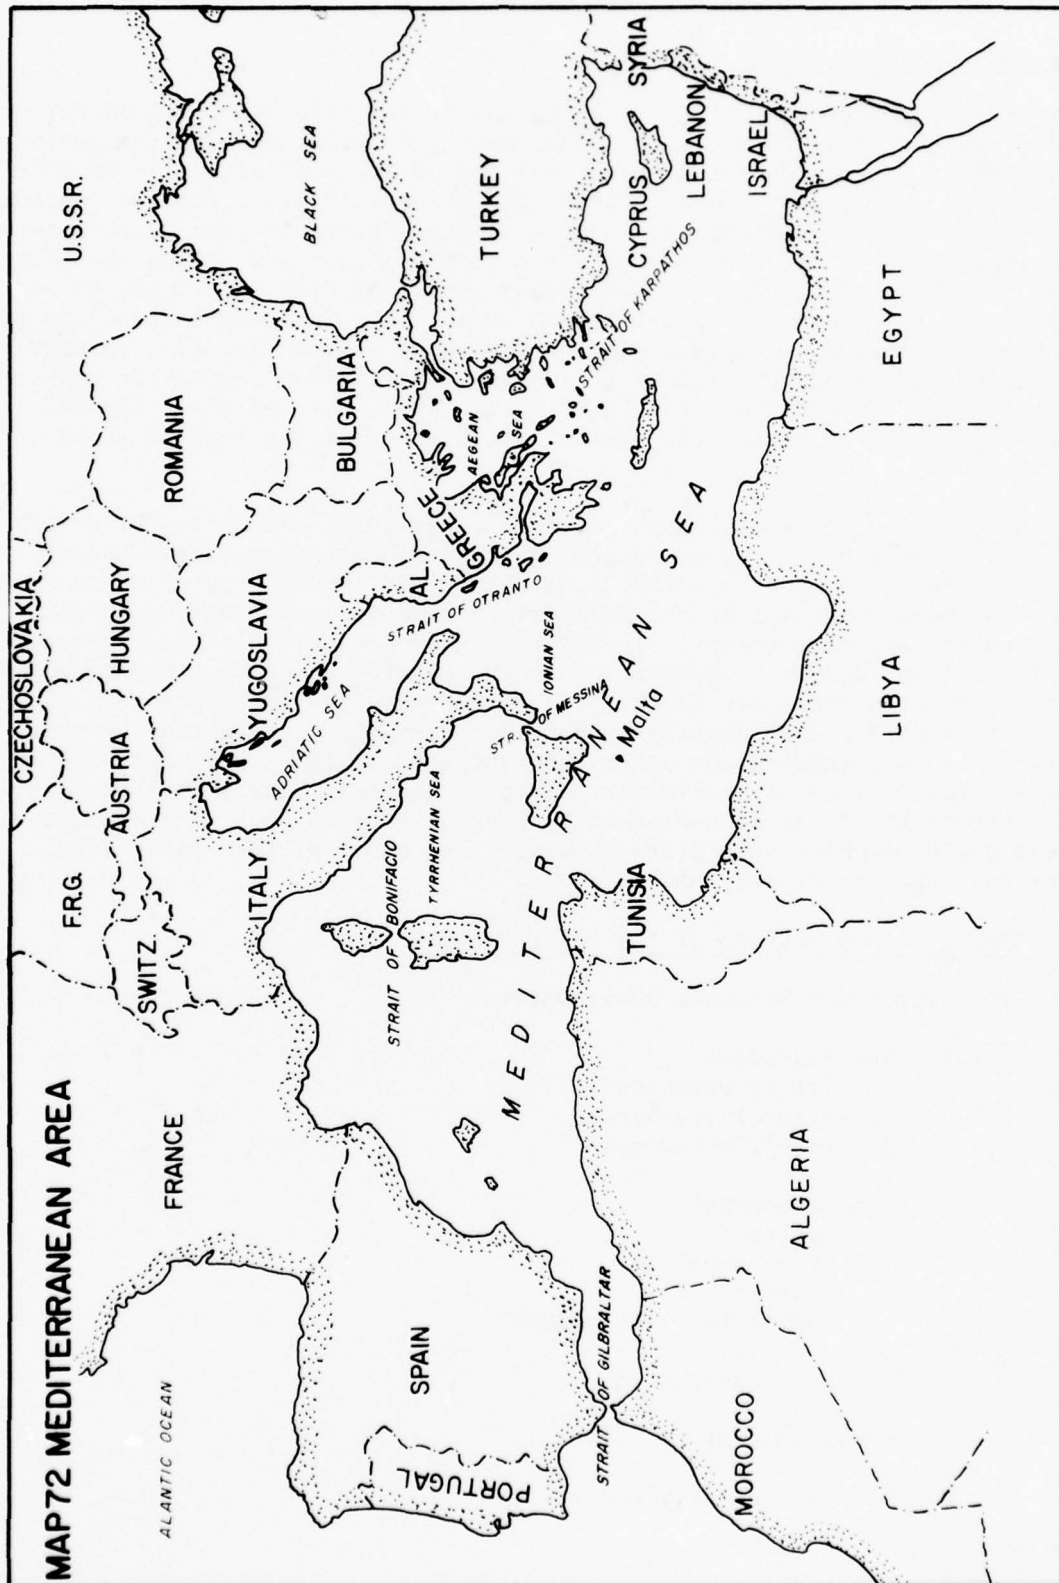 MAP72 MEDITERRANEAN AREA
ALANTIC OCEAN
FRANCE
SWITZ.
F.R.G.
AUSTRIA
CZECHOSLOVAKIA
HUNGARY
ROMANIA
U.S.S.R.
BLACK SEA
BULGARIA
YUGOSLAVIA
ITALY
ADRIATIC SEA
AL.
GREECE
AEGEAN
SEA
TURKEY
STRAIT OF OTRANTO
STRAIT OF
BONIFACIO
TYRRHENIAN SEA
STR.
OF MESSINA
IONIAN SEA
STRAIT OF KARPATHOS
CYPRUS
SYRIA
LEBANON
ISRAEL
PORTUGAL
SPAIN
STRAIT OF GILBRALTAR
MEDITERRANEAN SEA
Malta
MOROCCO
ALGERIA
TUNISIA
LIBYA
EGYPT